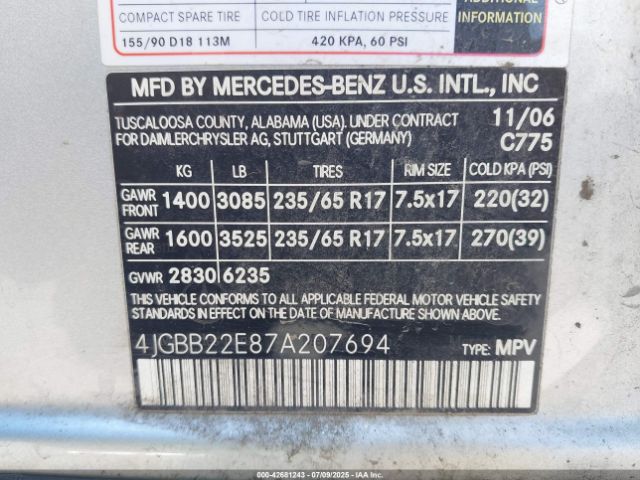 ADDITIONAL
COMPACT SPARE TIRE COLD TIRE INFLATION PRESSURE INFORMATION
155/90 D18 113M 420 KPA, 60 PSI
MFD BY MERCEDES-BENZ U.S. INTL., INC
TUSCALOOSA COUNTY, ALABAMA (USA). UNDER CONTRACT 11/06
FOR DAIMLERCHRYSLER AG, STUTTGART (GERMANY) C775
KG LB TIRES RIM SIZE COLD KPA (PSI)
GAWR FRONT 1400 3085 235/65 R17 7.5x17 220(32)
GAWR REAR 1600 3525 235/65 R17 7.5x17 270(39)
GVWR 2830 6235
THIS VEHICLE CONFORMS TO ALL APPLICABLE FEDERAL MOTOR VEHICLE SAFETY
STANDARDS IN EFFECT ON THE DATE OF MANUFACTURE SHOWN ABOVE.
4JGBB22E87A207694 TYPE: MPV
000-42681243 - 07/09/2025 - IAAI.COM